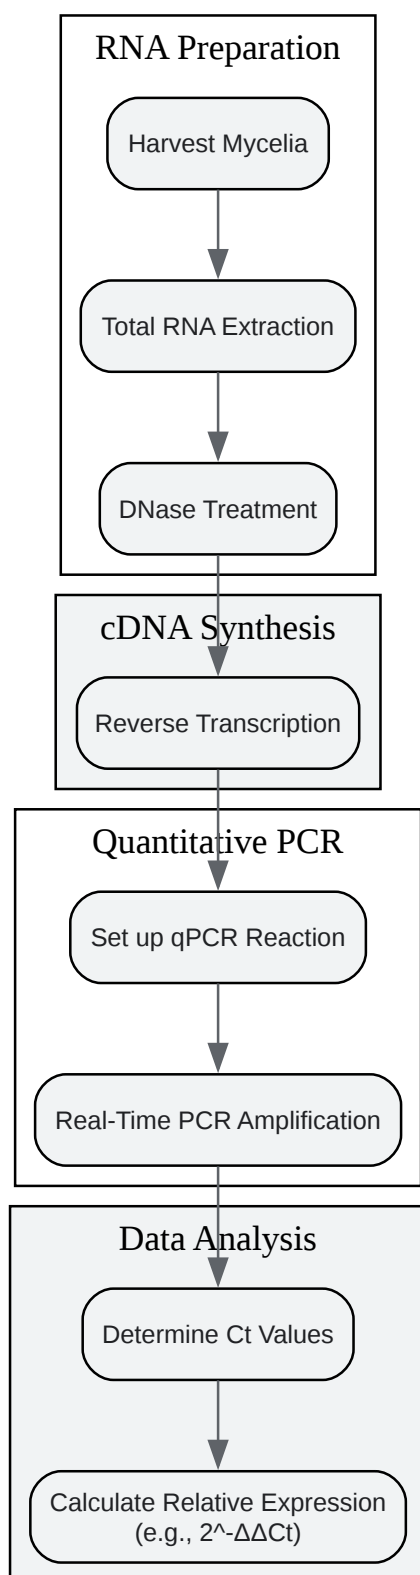 RNA Preparation
Harvest Mycelia
Total RNA Extraction
DNase Treatment
cDNA Synthesis
Reverse Transcription
Quantitative PCR
Set up qPCR Reaction
Real-Time PCR Amplification
Data Analysis
Determine Ct Values
Calculate Relative Expression
(e.g., 2^-ΔΔCt)